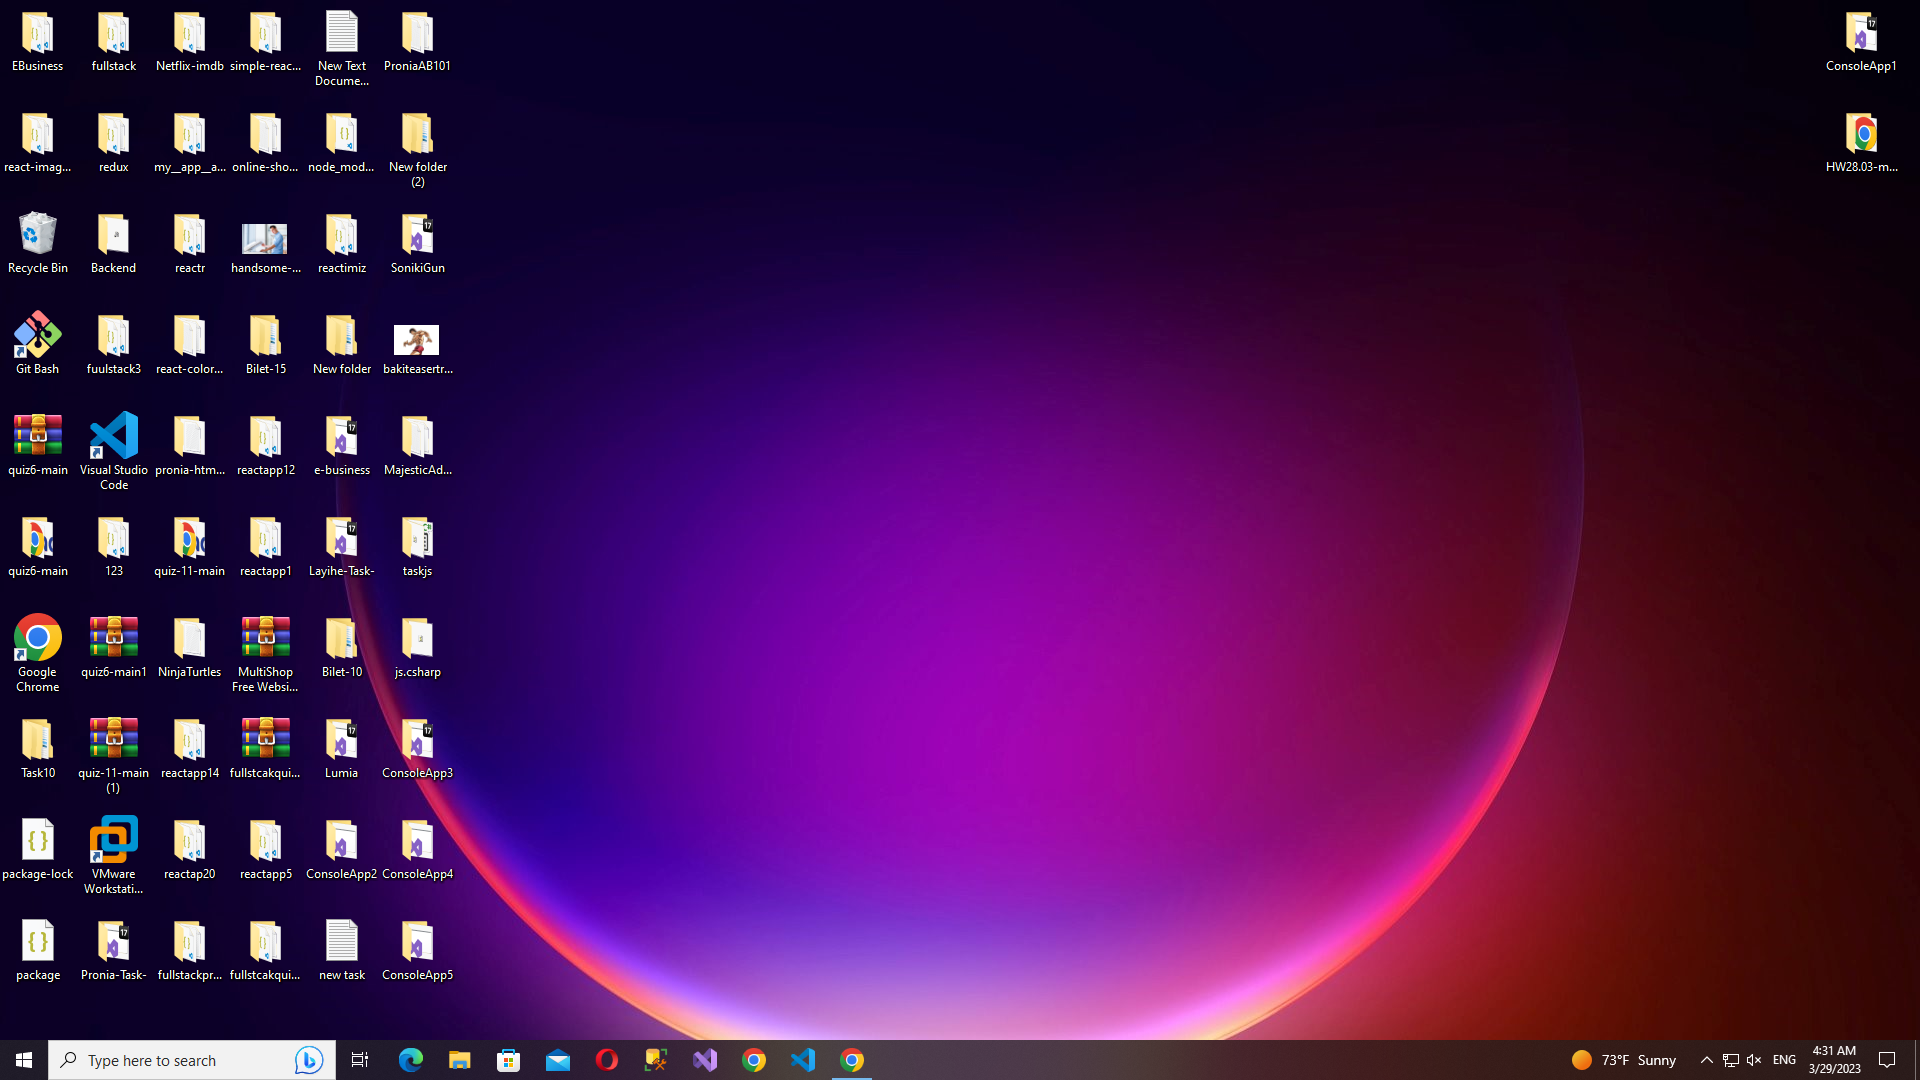 EBusiness
fullstack
Netflix-imdb
simple-reac...
New Text
Docume...
ProniaAB101
ConsoleApp1
react-imag...
redux
my__app__a...
online-sho...
node_mod...
New folder
(2)
HW28.03-m...
Recycle Bin
Backend
reactr
handsome-...
reactimiz
SonikiGun
Git Bash
fuulstack3
react-color...
Bilet-15
New folder
bakiteasertr...
quiz6-main
Visual Studio
Code
pronia-htm...
reactapp12
e-business
MajesticAd...
quiz6-main
123
quiz-11-main
reactapp1
Layihe-Task-
taskjs
Google
Chrome
quiz6-main1
NinjaTurtles
MultiShop
Free Websi...
Bilet-10
js.csharp
Task10
quiz-11-main
(1)
reactapp14
fullstcakqui...
Lumia
ConsoleApp3
package-lock
VMware
Workstati...
reactap20
reactapp5
ConsoleApp2
ConsoleApp4
package
Pronia-Task-
fullstackpr...
fullstcakqui...
new task
ConsoleApp5
Type here to search
73°F Sunny
ENG
4:31 AM
3/29/2023